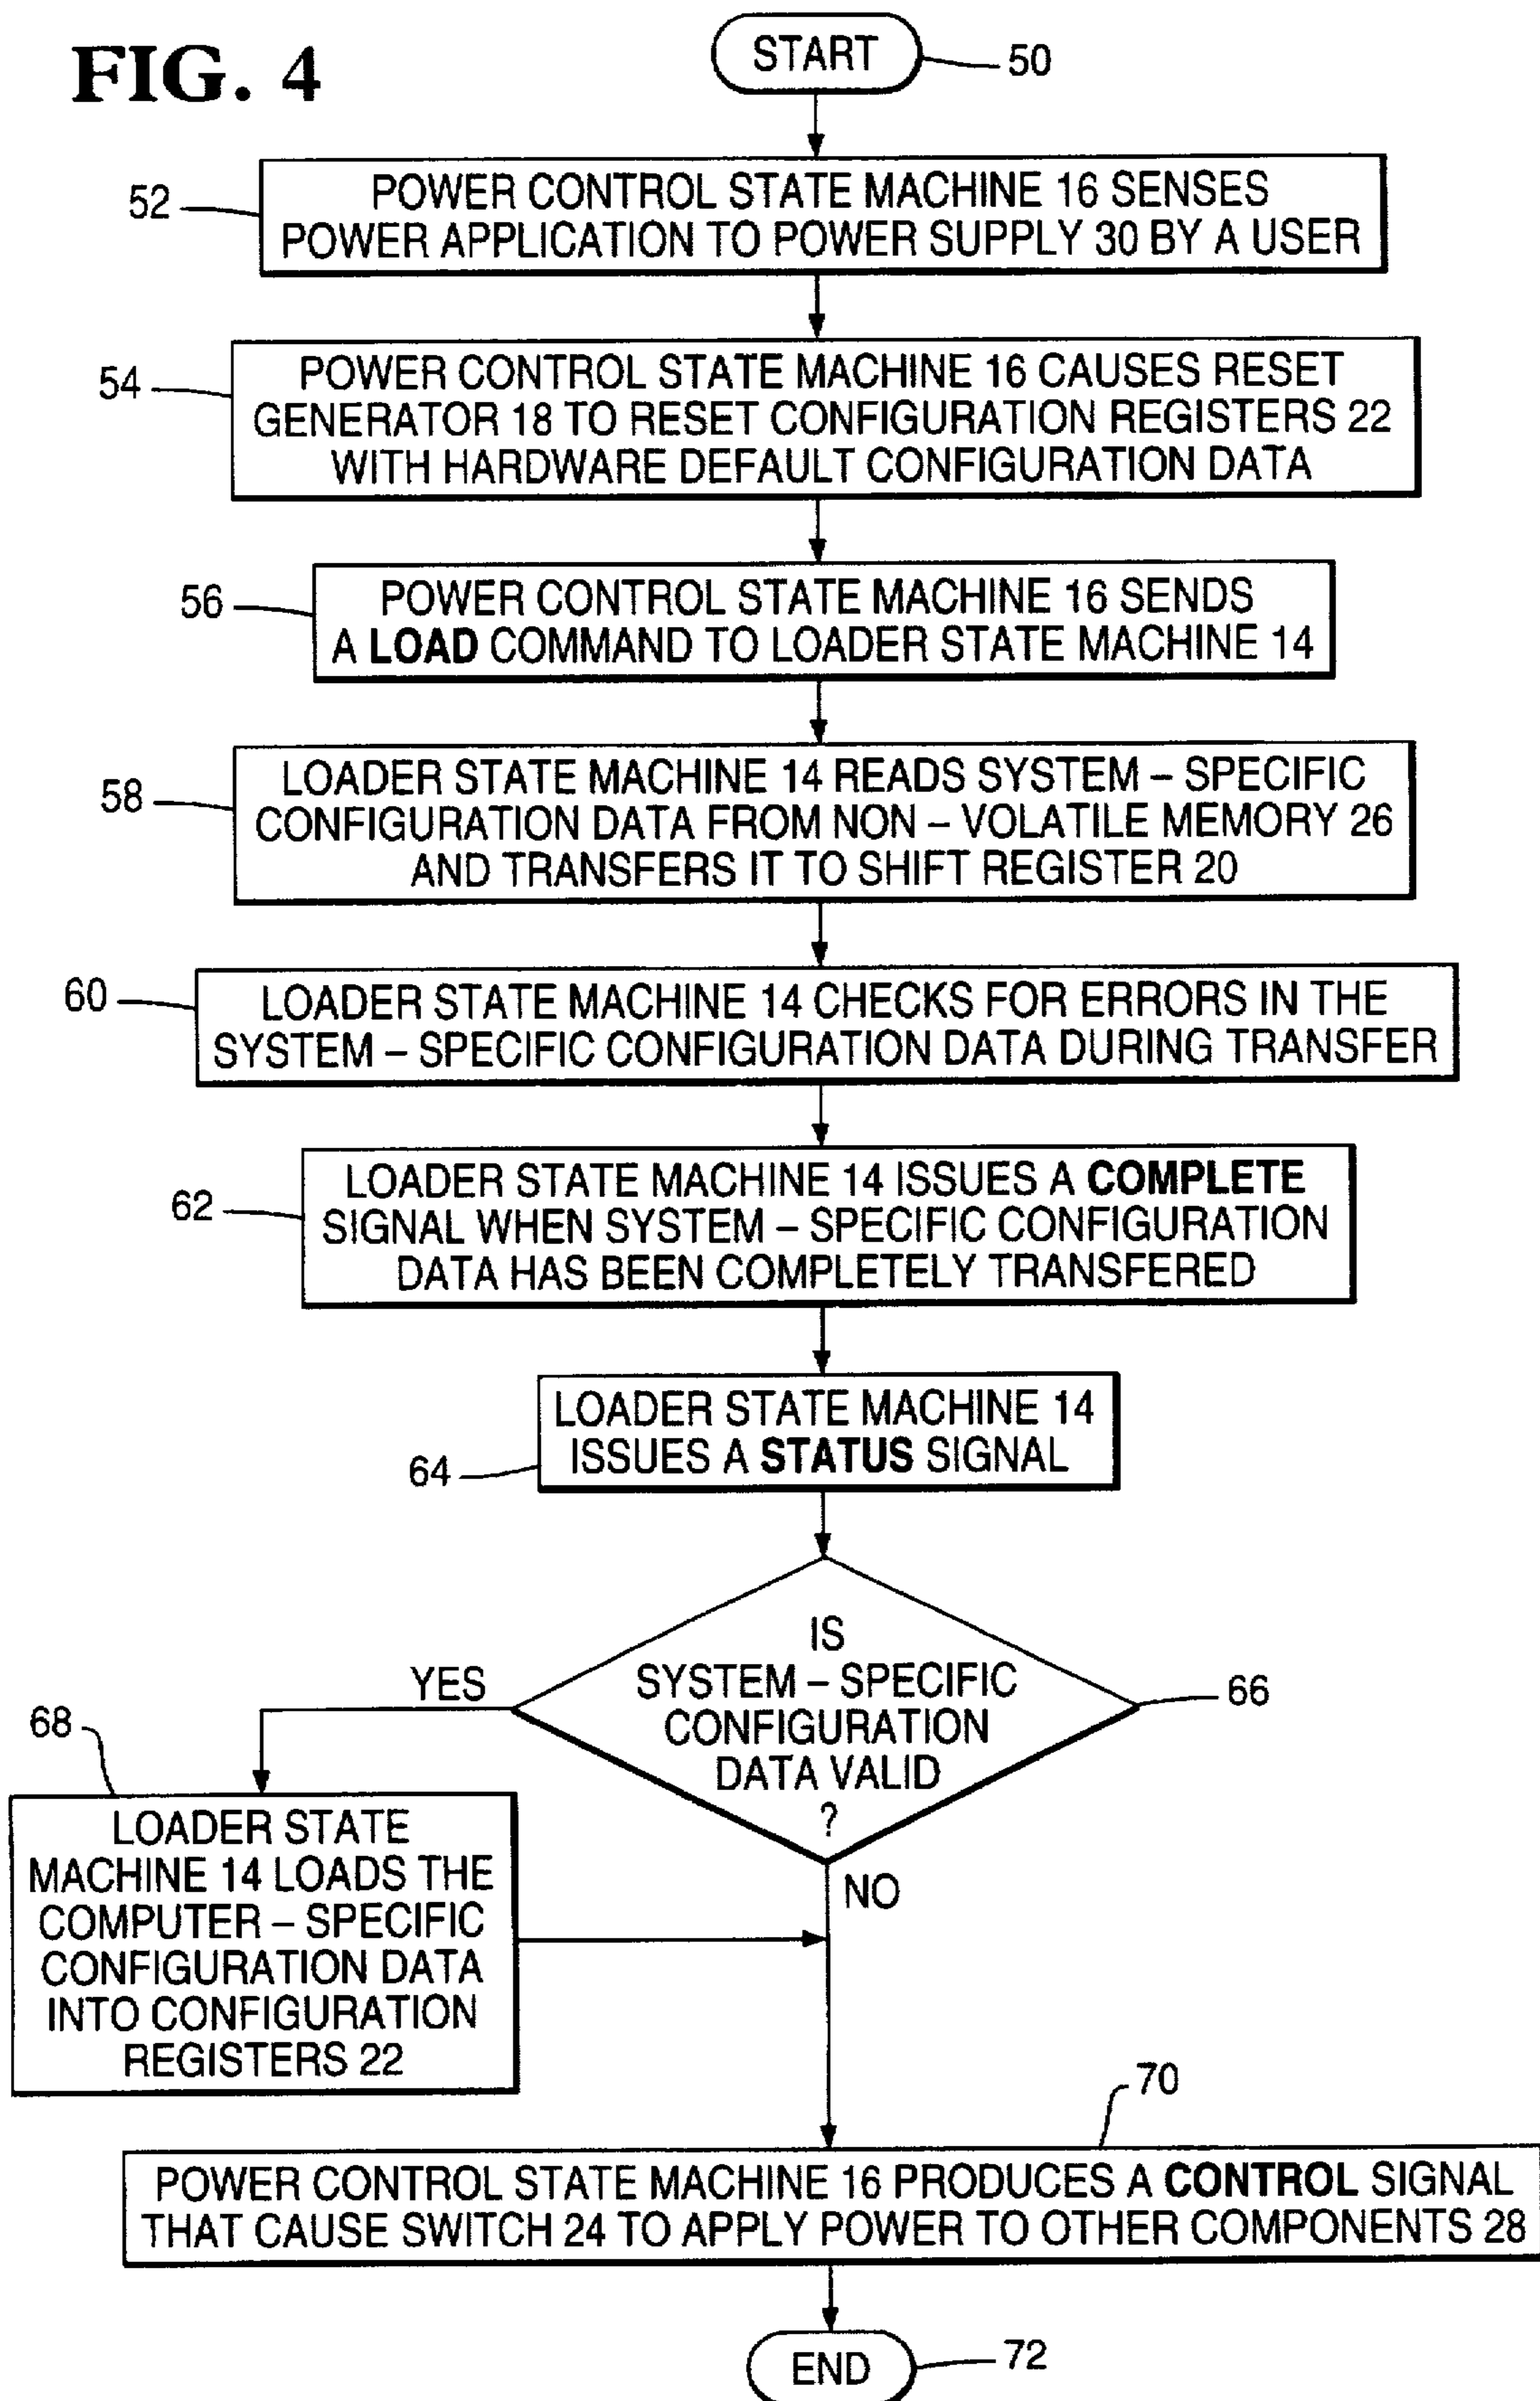 FIG. 4
START
50
52
POWER CONTROL STATE MACHINE 16 SENSES
POWER APPLICATION TO POWER SUPPLY 30 BY A USER
54
POWER CONTROL STATE MACHINE 16 CAUSES RESET
GENERATOR 18 TO RESET CONFIGURATION REGISTERS 22
WITH HARDWARE DEFAULT CONFIGURATION DATA
56
POWER CONTROL STATE MACHINE 16 SENDS
A LOAD COMMAND TO LOADER STATE MACHINE 14
58
LOADER STATE MACHINE 14 READS SYSTEM – SPECIFIC
CONFIGURATION DATA FROM NON – VOLATILE MEMORY 26
AND TRANSFERS IT TO SHIFT REGISTER 20
60
LOADER STATE MACHINE 14 CHECKS FOR ERRORS IN THE
SYSTEM – SPECIFIC CONFIGURATION DATA DURING TRANSFER
62
LOADER STATE MACHINE 14 ISSUES A COMPLETE
SIGNAL WHEN SYSTEM – SPECIFIC CONFIGURATION
DATA HAS BEEN COMPLETELY TRANSFERED
64
LOADER STATE MACHINE 14
ISSUES A STATUS SIGNAL
IS
SYSTEM – SPECIFIC
CONFIGURATION
DATA VALID
?
66
YES
NO
68
LOADER STATE
MACHINE 14 LOADS THE
COMPUTER – SPECIFIC
CONFIGURATION DATA
INTO CONFIGURATION
REGISTERS 22
70
POWER CONTROL STATE MACHINE 16 PRODUCES A CONTROL SIGNAL
THAT CAUSE SWITCH 24 TO APPLY POWER TO OTHER COMPONENTS 28
END
72